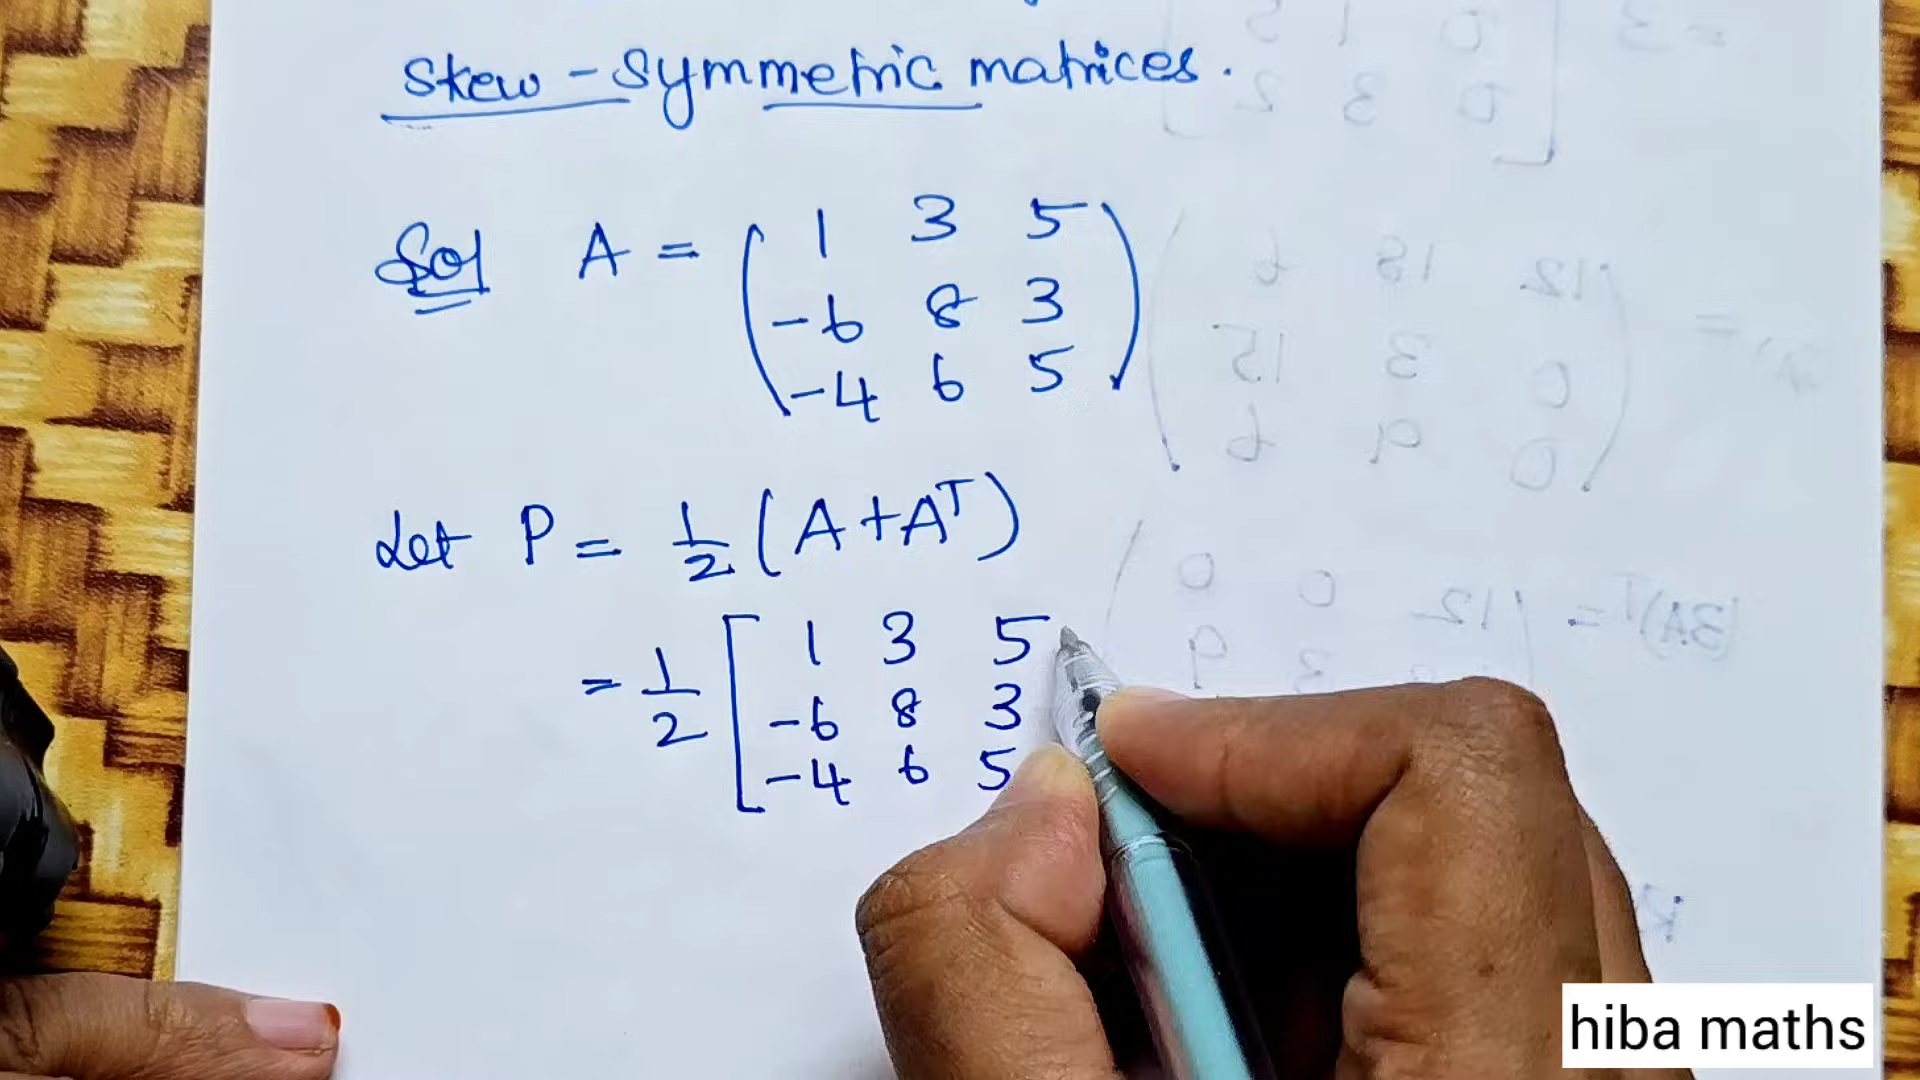 Skew - Symmetric matrices.
Sol A = ( 1 3 5
-6 8 3
-4 6 5 )
Let P = 1/2 (A + Aᵀ)
= 1/2 [ 1 3 5
-6 8 3
-4 6 5
hiba maths